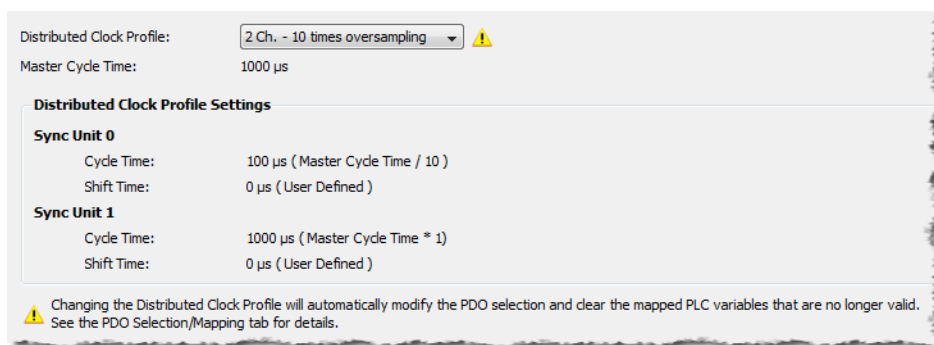 Distributed Clock Profile: 2 Ch. - 10 times oversampling
Master Cycle Time: 1000 µs
Distributed Clock Profile Settings
Sync Unit 0
Cycle Time: 100 µs ( Master Cycle Time / 10 )
Shift Time: 0 µs ( User Defined )
Sync Unit 1
Cycle Time: 1000 µs ( Master Cycle Time * 1)
Shift Time: 0 µs ( User Defined )
Changing the Distributed Clock Profile will automatically modify the PDO selection and clear the mapped PLC variables that are no longer valid.
See the PDO Selection/Mapping tab for details.